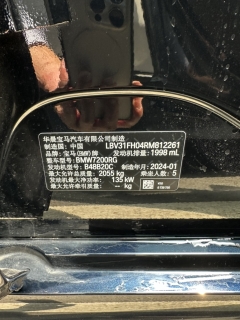 华晨宝马汽车有限公司制造
制造国：中国 LBV31FH04RMB12261
品牌：宝马(BMW)牌 发动机排量：1998 mL
整车型号：BMW7200RG
发动机型号：B48B20C 制造年月：2024-01
最大允许总质量：2055 kg 乘坐人数：5
发动机最大净功率：135 kW
最大允许牵引质量：-- kg